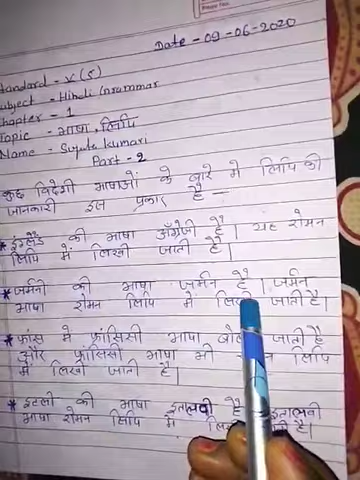 Date - 09-06-2020
Standard - X (S)
Subject - Hindi Grammar
Chapter - 1
Topic - भाषा, लिपि
Name - Sujata kumari
Part - 2
कुछ विदेशी भाषाओं के बारे में लिपि की
जानकारी इस प्रकार है —
* इंग्लैंड की भाषा अँग्रेजी है। यह रोमन
लिपि में लिखी जाती है।
* जर्मनी की भाषा जर्मन है। जर्मन
भाषा रोमन लिपि में लिखी जाती है।
* फ्रांस में फ्रांसिसी भाषा बोली जाती है
और फ्रांसिसी भाषा भी लिपि
में लिखी जाती है।
* इटली की भाषा इतालवी है इतालवी
भाषा रोमन लिपि में है।